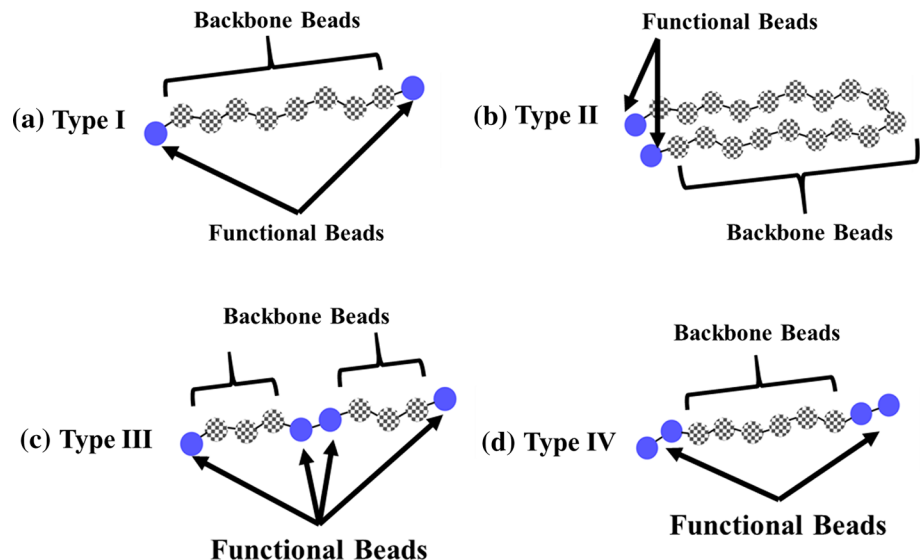 Backbone Beads
(a) Type I
Functional Beads
Functional Beads
(b) Type II
Backbone Beads
Backbone Beads
(c) Type III
Functional Beads
Backbone Beads
(d) Type IV
Functional Beads